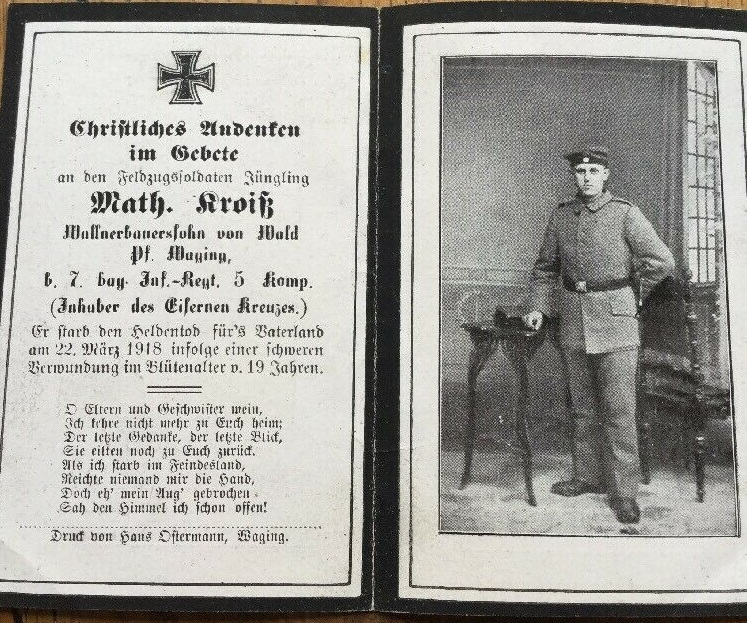 Christliches Andenken
im Gebete
an den Feldzugssoldaten Jüngling
Math. Kroiß
Wallnerbauerssohn von Wald
Pf. Waging,
b. 7. bay. Inf.-Regt. 5 Komp.
(Inhaber des Eisernen Kreuzes.)
Er starb den Heldentod für's Vaterland
am 22. März 1918 infolge einer schweren
Verwundung im Blütenalter v. 19 Jahren.
O Eltern und Geschwister mein,
Ich kehre nicht mehr zu Euch heim;
Der letzte Gedanke, der letzte Blick,
Sie eilten noch zu Euch zurück.
Als ich starb im Feindesland,
Reichte niemand mir die Hand,
Doch eh' mein Aug' gebrochen
Sah den Himmel ich schon offen!
Druck von Hans Ostermann, Waging.